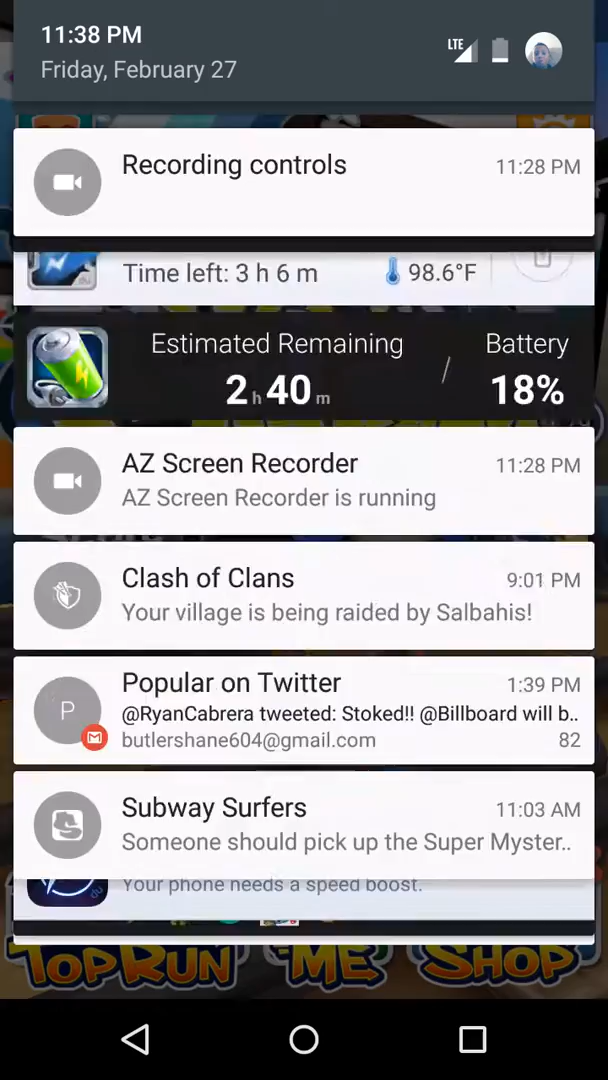 11:38 PM
LTE
Friday, February 27
Recording controls 11:28 PM
Time left: 3 h 6 m 98.6°F
Estimated Remaining Battery
2 h 40 m / 18%
AZ Screen Recorder 11:28 PM
AZ Screen Recorder is running
Clash of Clans 9:01 PM
Your village is being raided by Salbahis!
P
Popular on Twitter 1:39 PM
@RyanCabrera tweeted: Stoked!! @Billboard will b..
butlershane604@gmail.com 82
Subway Surfers 11:03 AM
Someone should pick up the Super Myster..
Your phone needs a speed boost.
TOP RUN ME SHOP